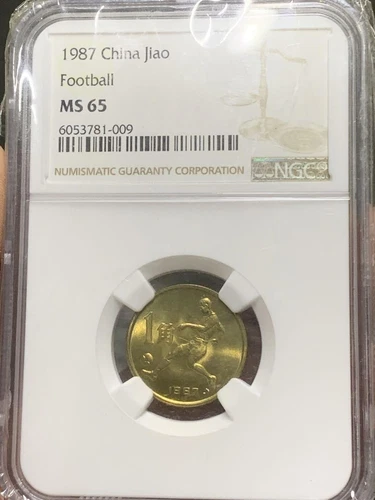 1987 China Jiao
Football
MS 65
6053781-009
NUMISMATIC GUARANTY CORPORATION
NGC
1角
1987